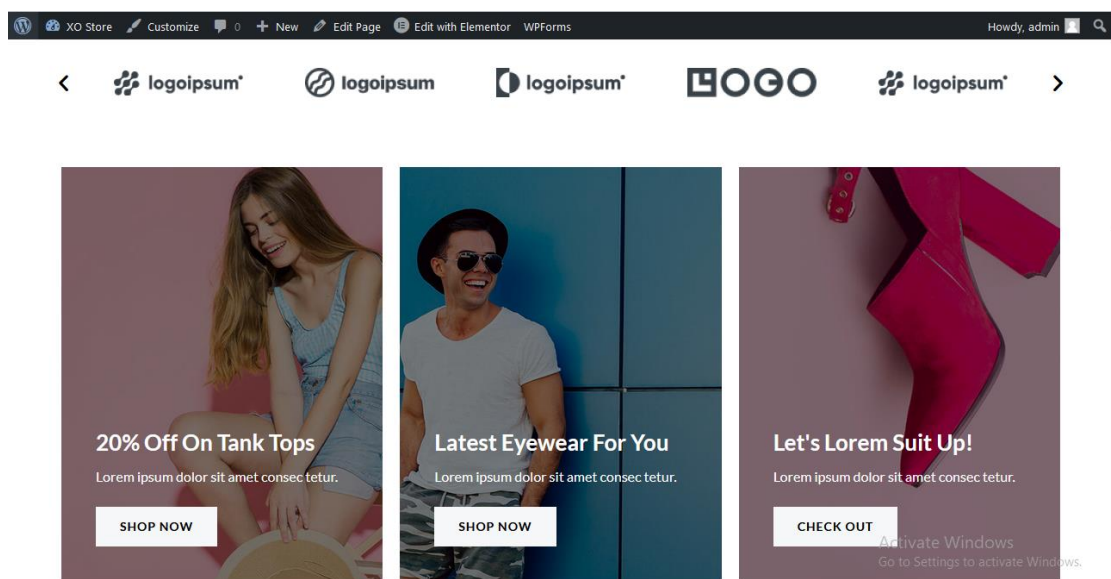 XO Store Customize 0 New Edit Page Edit with Elementor WPForms Howdy, admin
logoipsum logoipsum logoipsum LOGO logoipsum
20% Off On Tank Tops
Lorem ipsum dolor sit amet consec tetur.
SHOP NOW
Latest Eyewear For You
Lorem ipsum dolor sit amet consec tetur.
SHOP NOW
Let's Lorem Suit Up!
Lorem ipsum dolor sit amet consec tetur.
CHECK OUT
Activate Windows
Go to Settings to activate Windows.